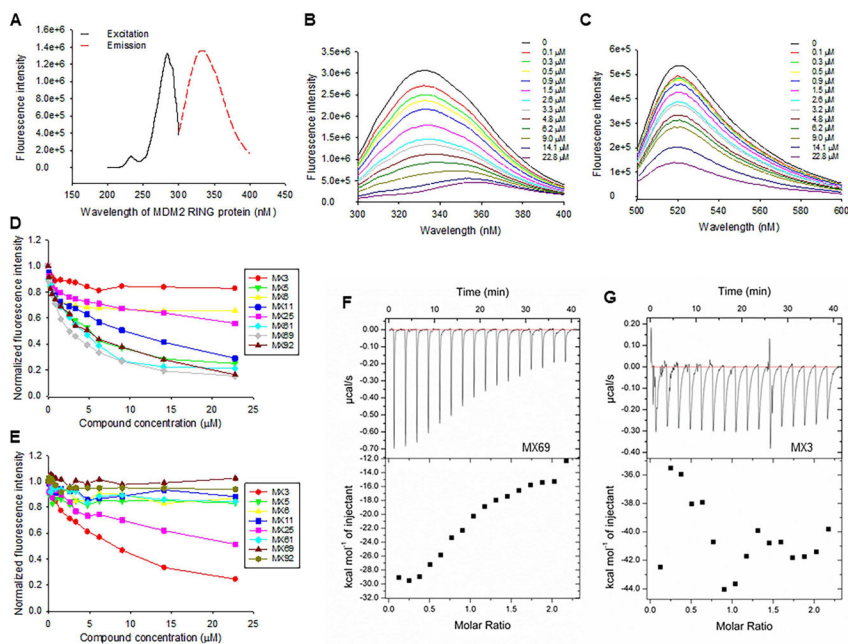 A
Excitation
Emission
Flourescence intensity
1.6e+6
1.4e+6
1.2e+6
1.0e+6
8.0e+5
6.0e+5
4.0e+5
2.0e+5
0.0
150 200 250 300 350 400 450
Wavelength of MDM2 RING protein (nM)
B
Fluorescence intensity
3.5e+6
3.0e+6
2.5e+6
2.0e+6
1.5e+6
1.0e+6
5.0e+5
0.0
300 320 340 360 380 400
Wavelength (nM)
0
0.1 µM
0.3 µM
0.5 µM
0.9 µM
1.5 µM
2.6 µM
3.3 µM
4.8 µM
6.2 µM
9.0 µM
14.1 µM
22.8 µM
C
Flourescence intensity
6e+5
5e+5
4e+5
3e+5
2e+5
1e+5
0
500 520 540 560 580 600
Wavelength (nM)
0
0.1 µM
0.3 µM
0.5 µM
0.9 µM
1.5 µM
2.6 µM
3.2 µM
4.8 µM
6.2 µM
9.0 µM
14.1 µM
22.8 µM
D
Normalized fluorescence intensity
1.2
1.0
0.8
0.6
0.4
0.2
0.0
0 5 10 15 20 25
Compound concentration (µM)
MX3
MX5
MX6
MX11
MX25
MX61
MX69
MX92
E
Normalized fluorescence intensity
1.2
1.0
0.8
0.6
0.4
0.2
0.0
0 5 10 15 20 25
Compound concentration (µM)
MX3
MX5
MX6
MX11
MX25
MX61
MX69
MX92
F
Time (min)
0 10 20 30 40
µcal/s
0.00
-0.10
-0.20
-0.30
-0.40
-0.50
-0.60
-0.70
MX69
kcal mol⁻¹ of injectant
-12.0
-14.0
-16.0
-18.0
-20.0
-22.0
-24.0
-26.0
-28.0
-30.0
-32.0
0.0 0.5 1.0 1.5 2.0
Molar Ratio
G
Time (min)
0 10 20 30 40
µcal/s
0.20
0.10
0.00
-0.10
-0.20
-0.30
-0.40
MX3
kcal mol⁻¹ of injectant
-36.0
-38.0
-40.0
-42.0
-44.0
0.0 0.5 1.0 1.5 2.0
Molar Ratio